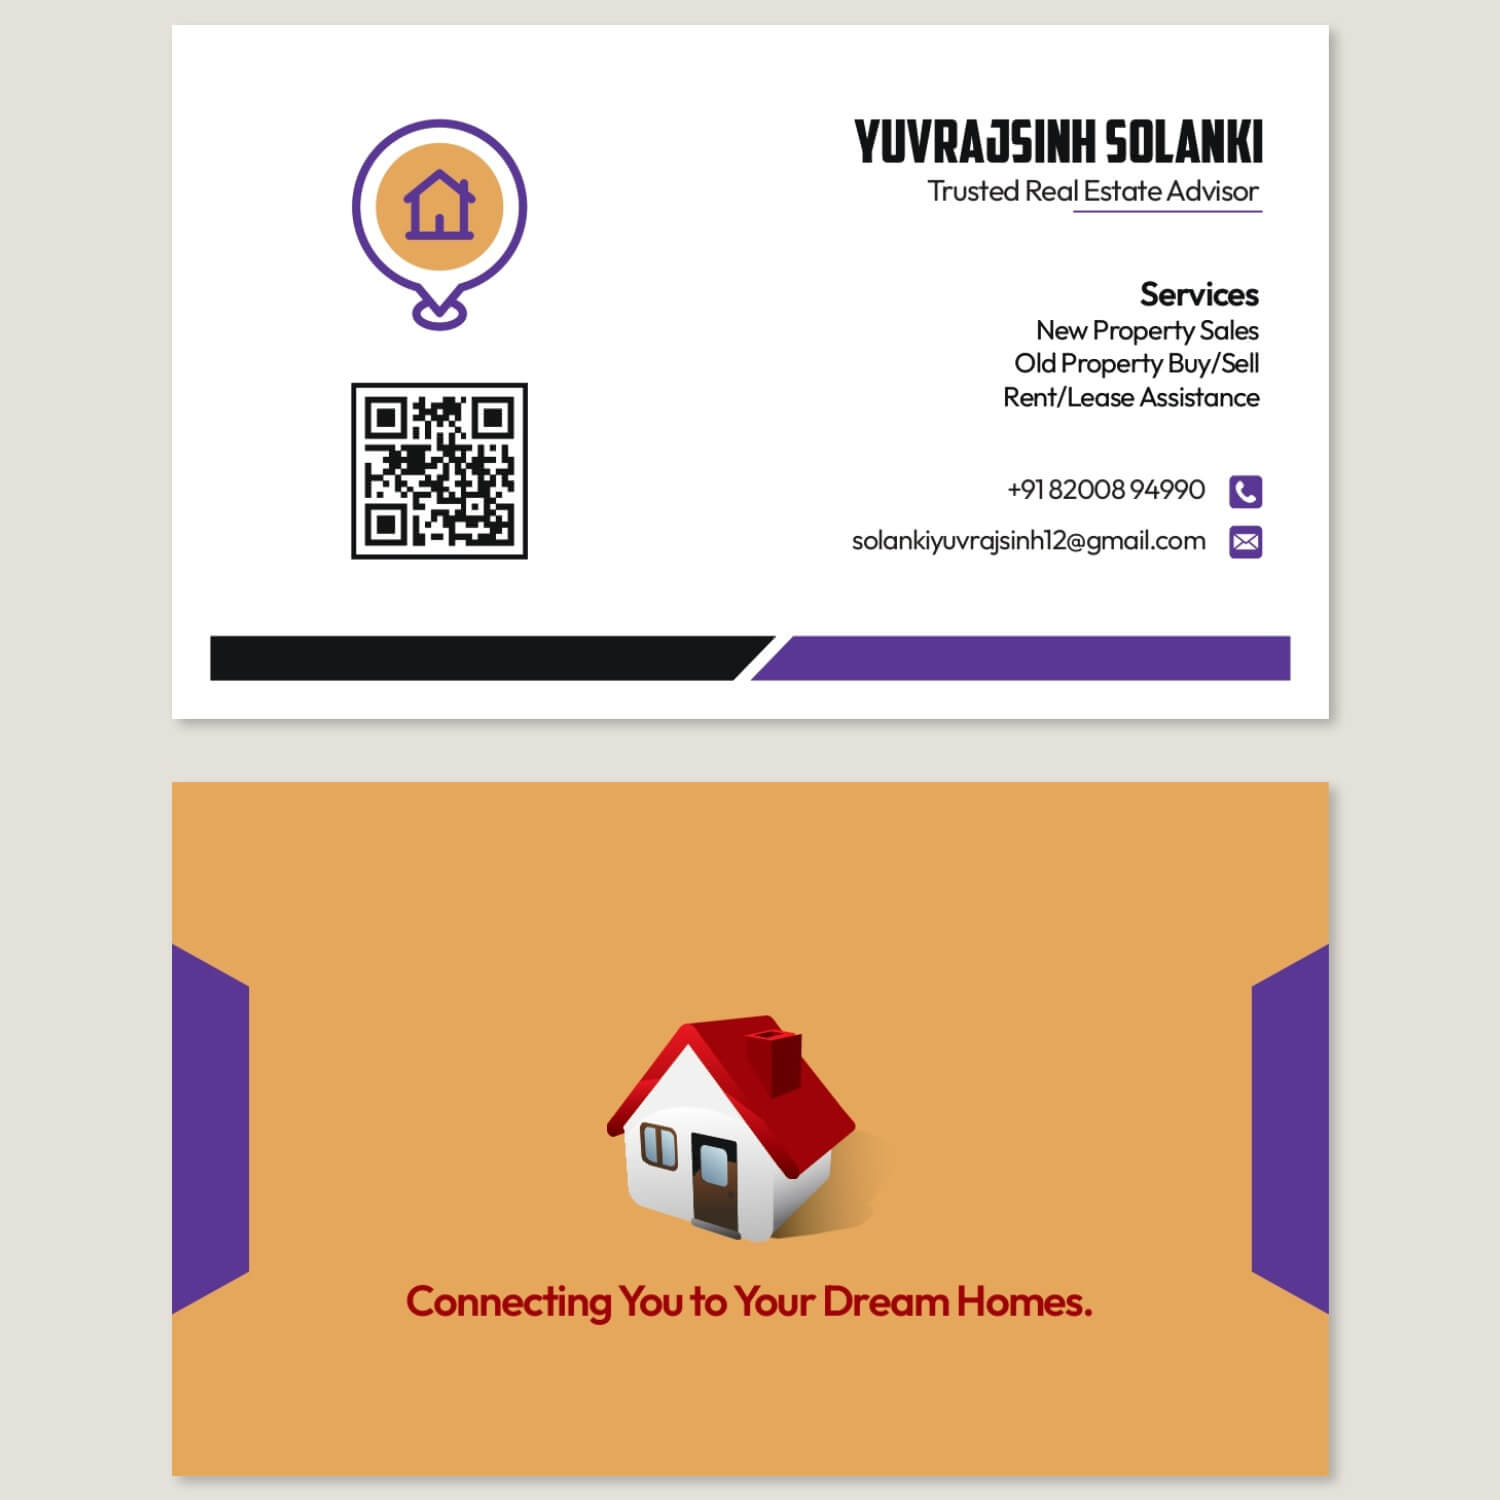 YUVRAJSINH SOLANKI
Trusted Real Estate Advisor
Services
New Property Sales
Old Property Buy/Sell
Rent/Lease Assistance
+91 82008 94990
solankiyuvrajsinh12@gmail.com
Connecting You to Your Dream Homes.